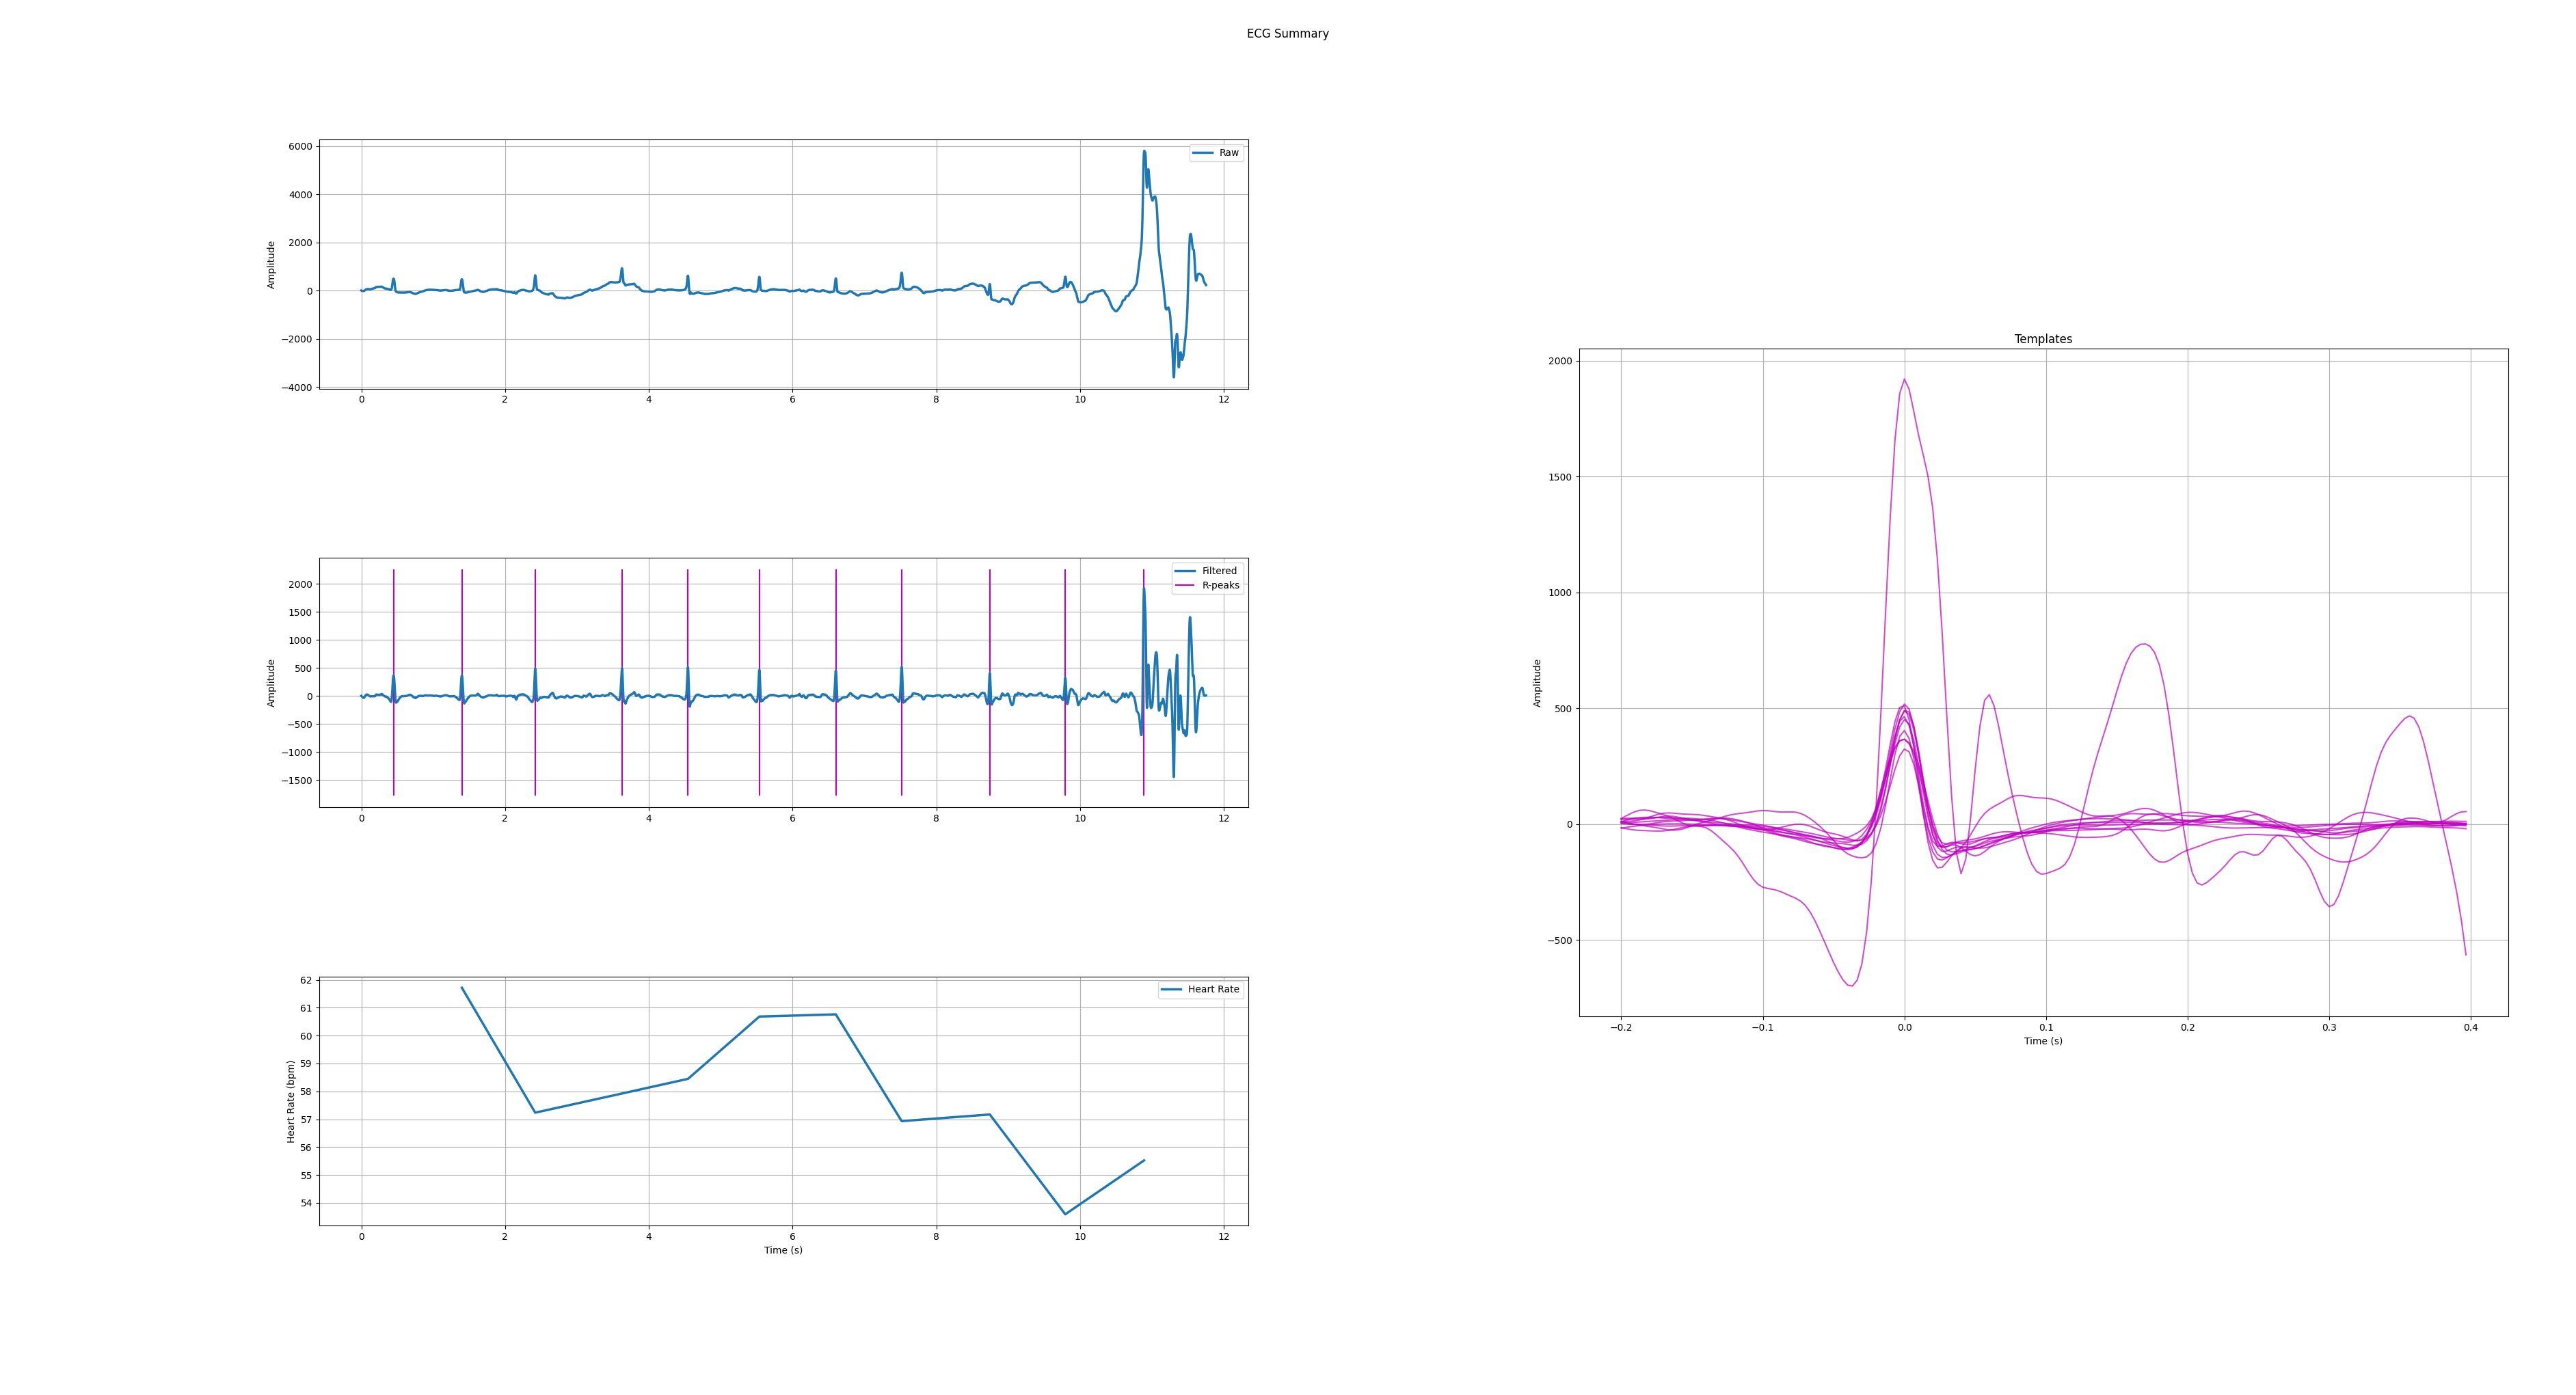 ECG Summary
6000
4000
2000
0
−2000
−4000
Amplitude
Raw
0 2 4 6 8 10 12
2000
1500
1000
500
0
−500
−1000
−1500
Amplitude
Filtered
R-peaks
0 2 4 6 8 10 12
62
61
60
59
58
57
56
55
54
Heart Rate (bpm)
Heart Rate
0 2 4 6 8 10 12
Time (s)
Templates
2000
1500
1000
500
0
−500
Amplitude
−0.2 −0.1 0.0 0.1 0.2 0.3 0.4
Time (s)